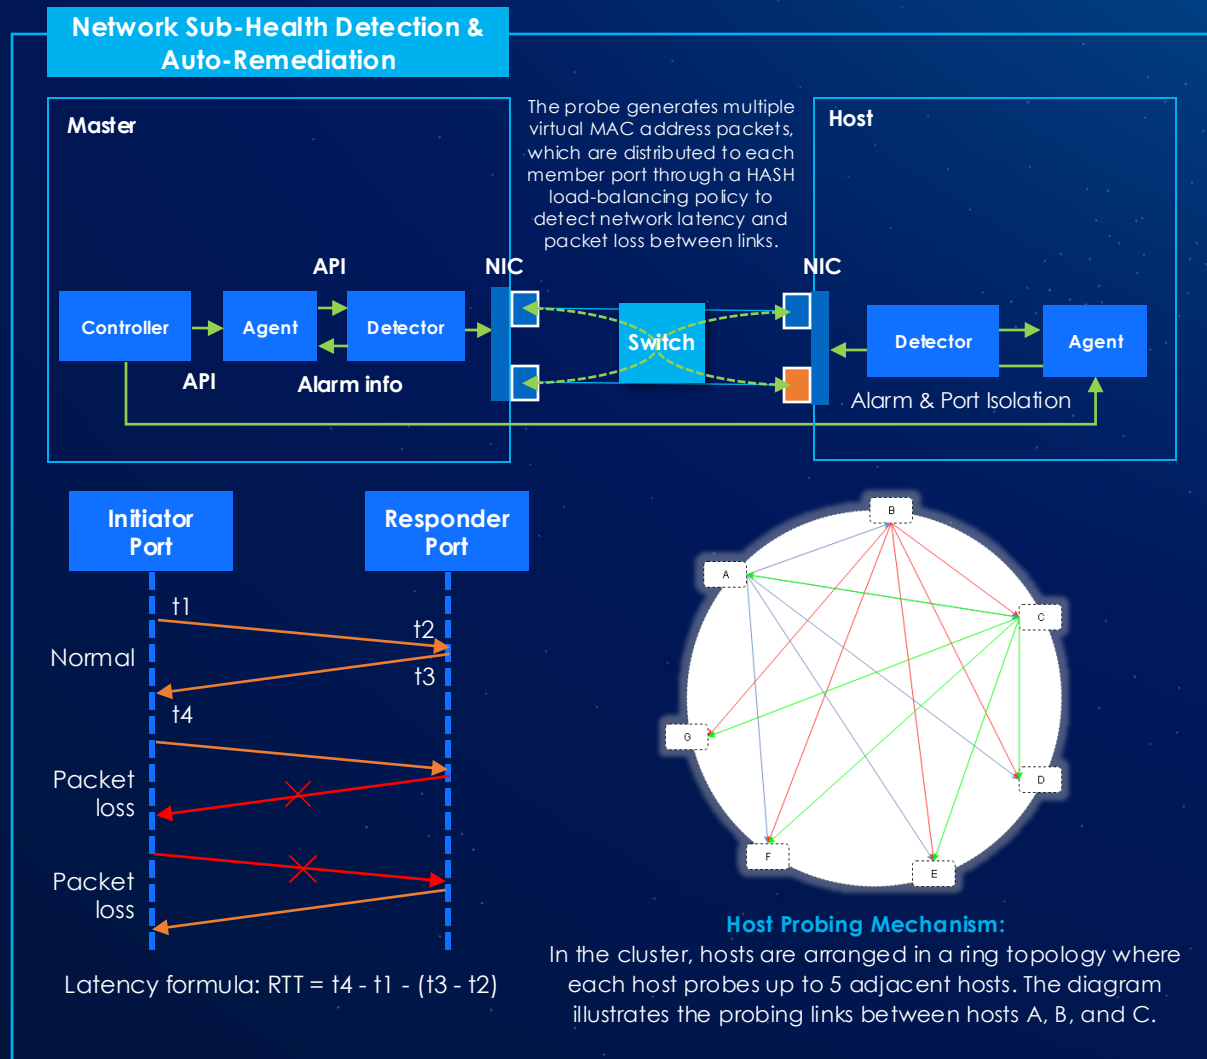 Network Sub-Health Detection &
Auto-Remediation
Master
The probe generates multiple
virtual MAC address packets,
which are distributed to each
member port through a HASH
load-balancing policy to
detect network latency and
packet loss between links.
Host
API
NIC
NIC
Controller
Agent
Detector
Switch
Detector
Agent
API
Alarm info
Alarm & Port Isolation
Initiator
Port
Responder
Port
t1
t2
Normal
t3
t4
Packet
loss
Packet
loss
Latency formula: RTT = t4 - t1 - (t3 - t2)
B
A
C
G
D
F
E
Host Probing Mechanism:
In the cluster, hosts are arranged in a ring topology where
each host probes up to 5 adjacent hosts. The diagram
illustrates the probing links between hosts A, B, and C.